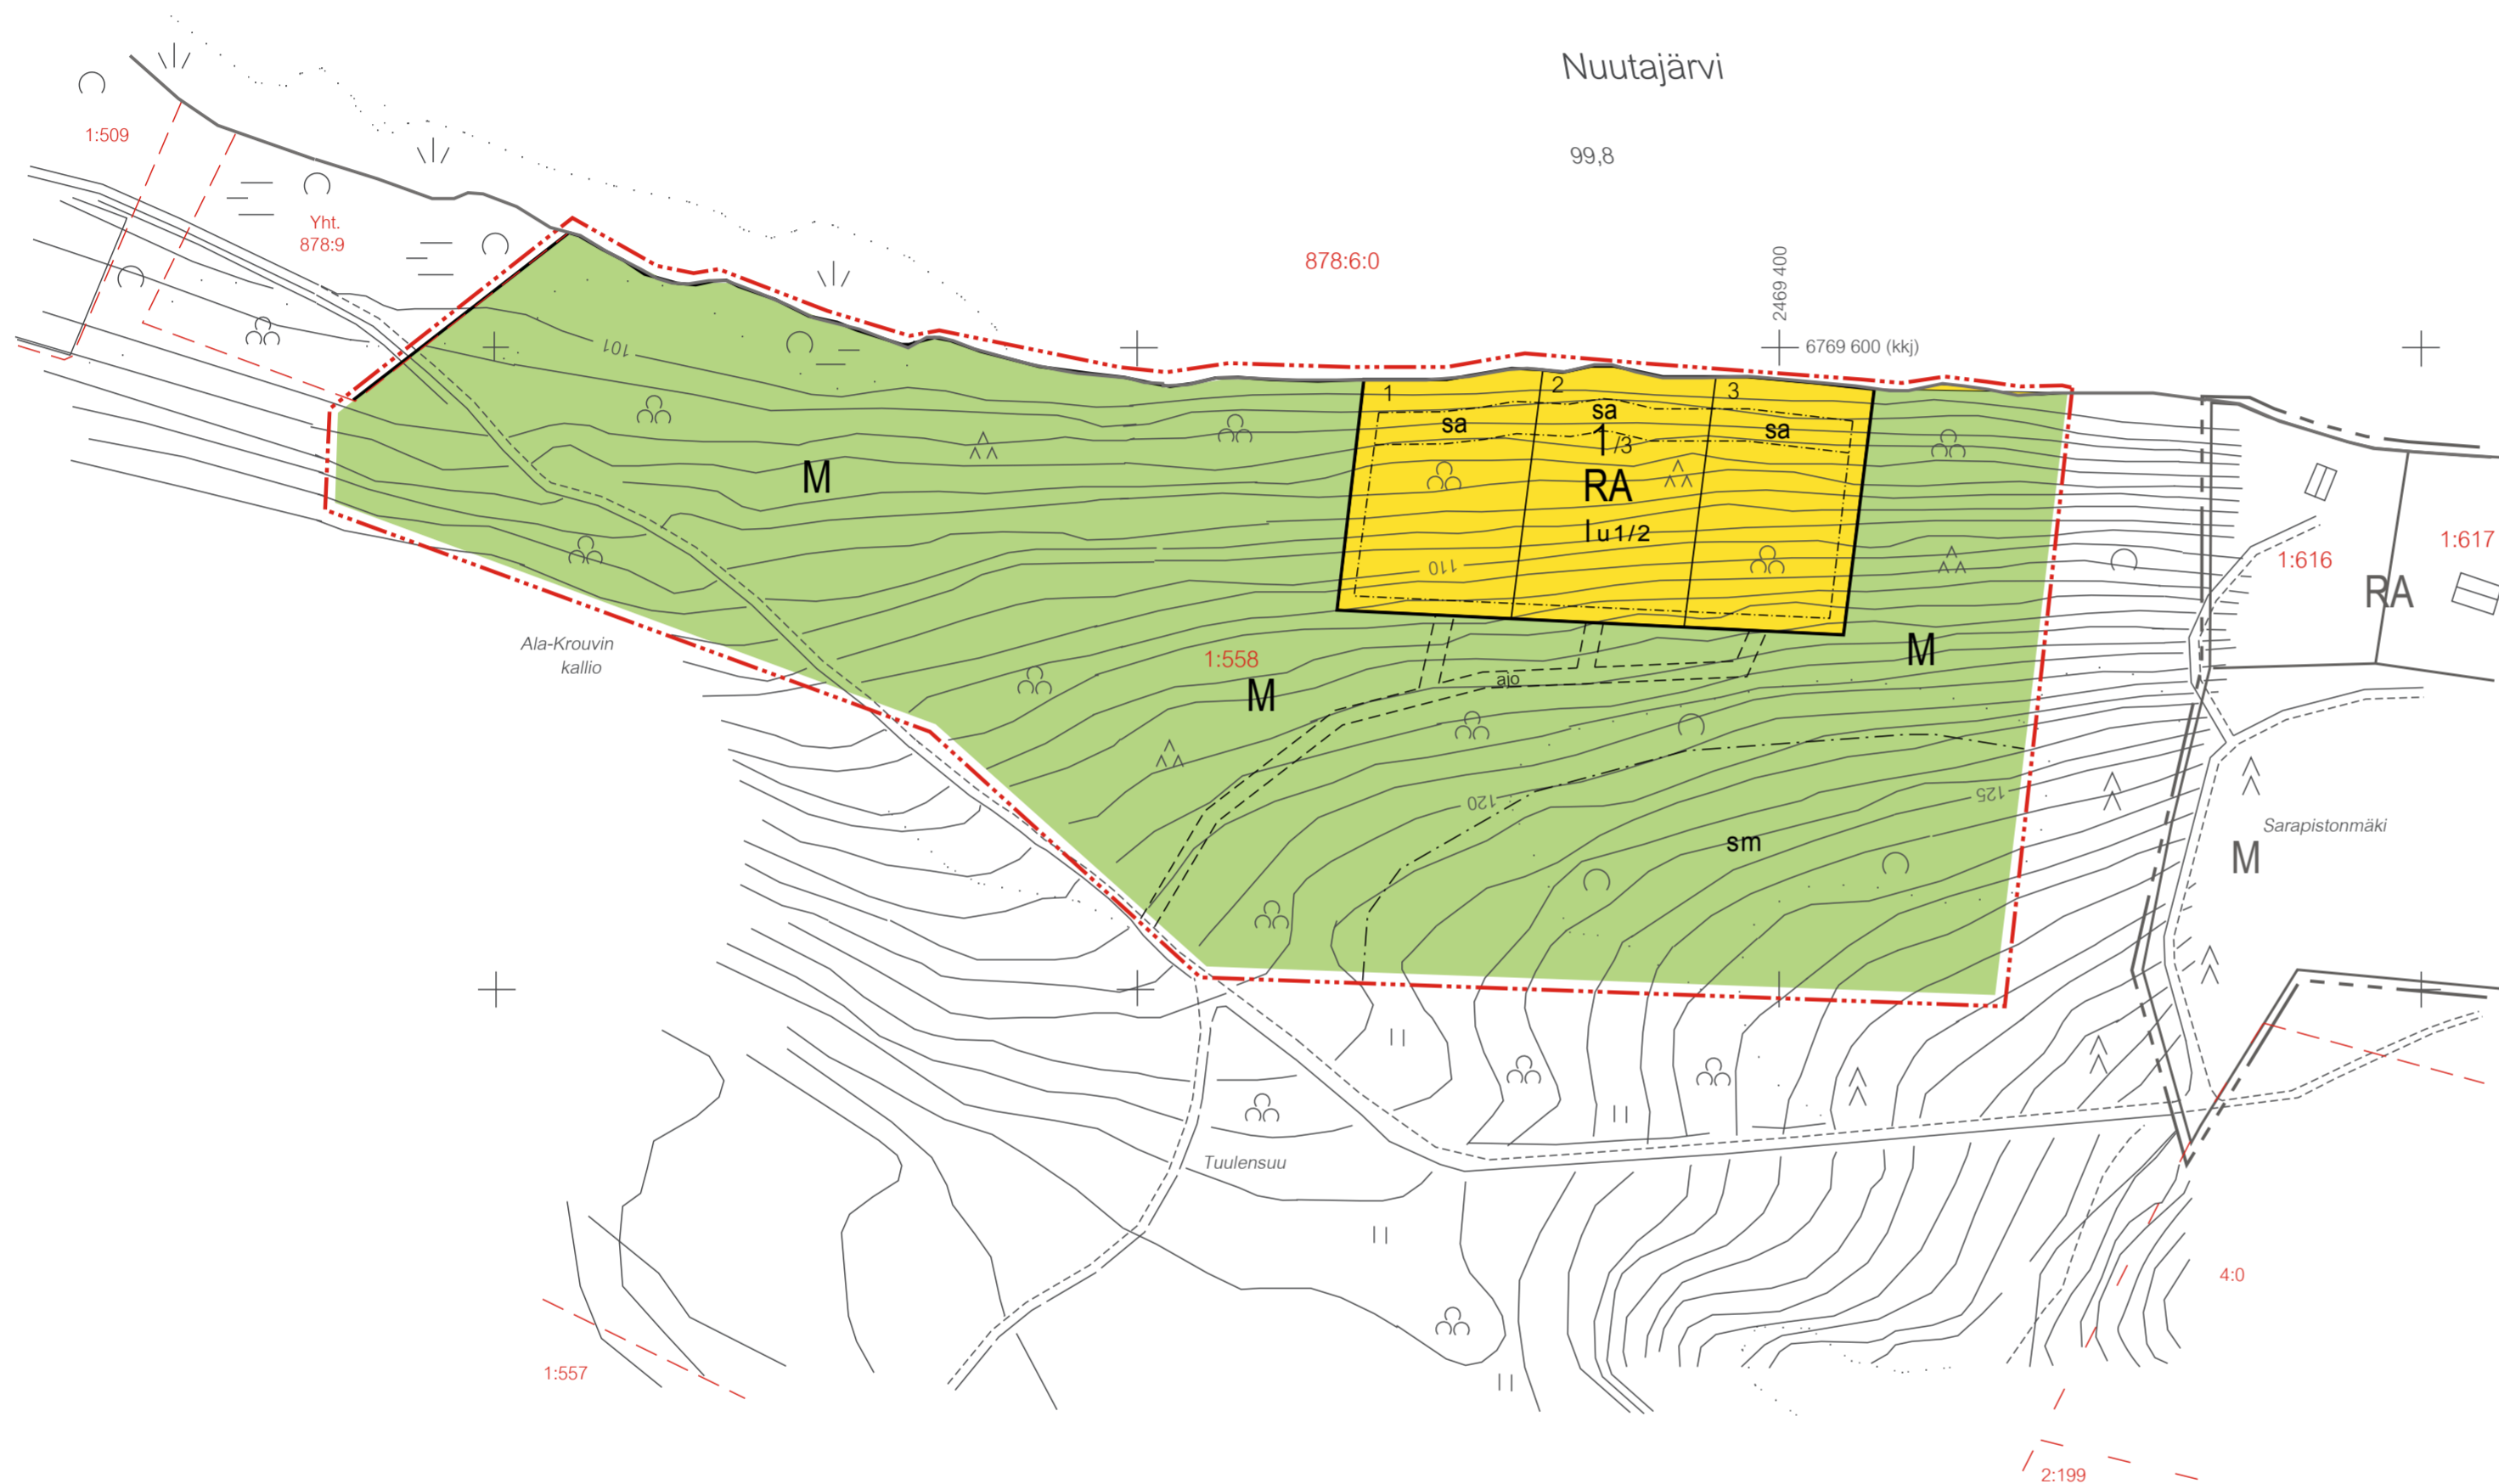 Nuutajärvi
1:509
99,8
Yht.
878:9
878:6:0
2469 400
6769 600 (kkj)
101
1
2
3
sa
sa
sa
1/3
M
RA
Iu1/2
110
1:617
1:616
RA
Ala-Krouvin
kallio
1:558
M
M
ajo
120
125
sm
Sarapistonmäki
M
Tuulensuu
4:0
1:557
2:199